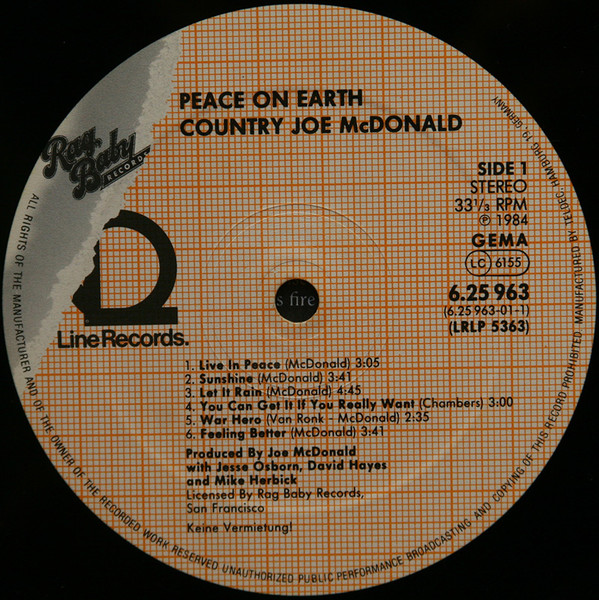 PEACE ON EARTH
COUNTRY JOE McDONALD
Rag
Baby
RECORDS
SIDE 1
STEREO
33 1/3 RPM
℗ 1984
GEMA
LC 6155
6.25 963
(6.25 963-01-1)
(LRLP 5363)
s fire
Line Records.
1. Live In Peace (McDonald) 3:05
2. Sunshine (McDonald) 3:41
3. Let It Rain (McDonald) 4:45
4. You Can Get It If You Really Want (Chambers) 3:00
5. War Hero (Van Ronk - McDonald) 2:35
6. Feeling Better (McDonald) 3:41
Produced By Joe McDonald
with Jesse Osborn, David Hayes
and Mike Herbick
Licensed By Rag Baby Records,
San Francisco
Keine Vermietung!
ALL RIGHTS OF THE MANUFACTURER AND OF THE OWNER OF THE RECORDED WORK RESERVED UNAUTHORIZED PUBLIC PERFORMANCE BROADCASTING AND COPYING OF THIS RECORD PROHIBITED MANUFACTURED BY TELDEC, HAMBURG 19, GERMANY